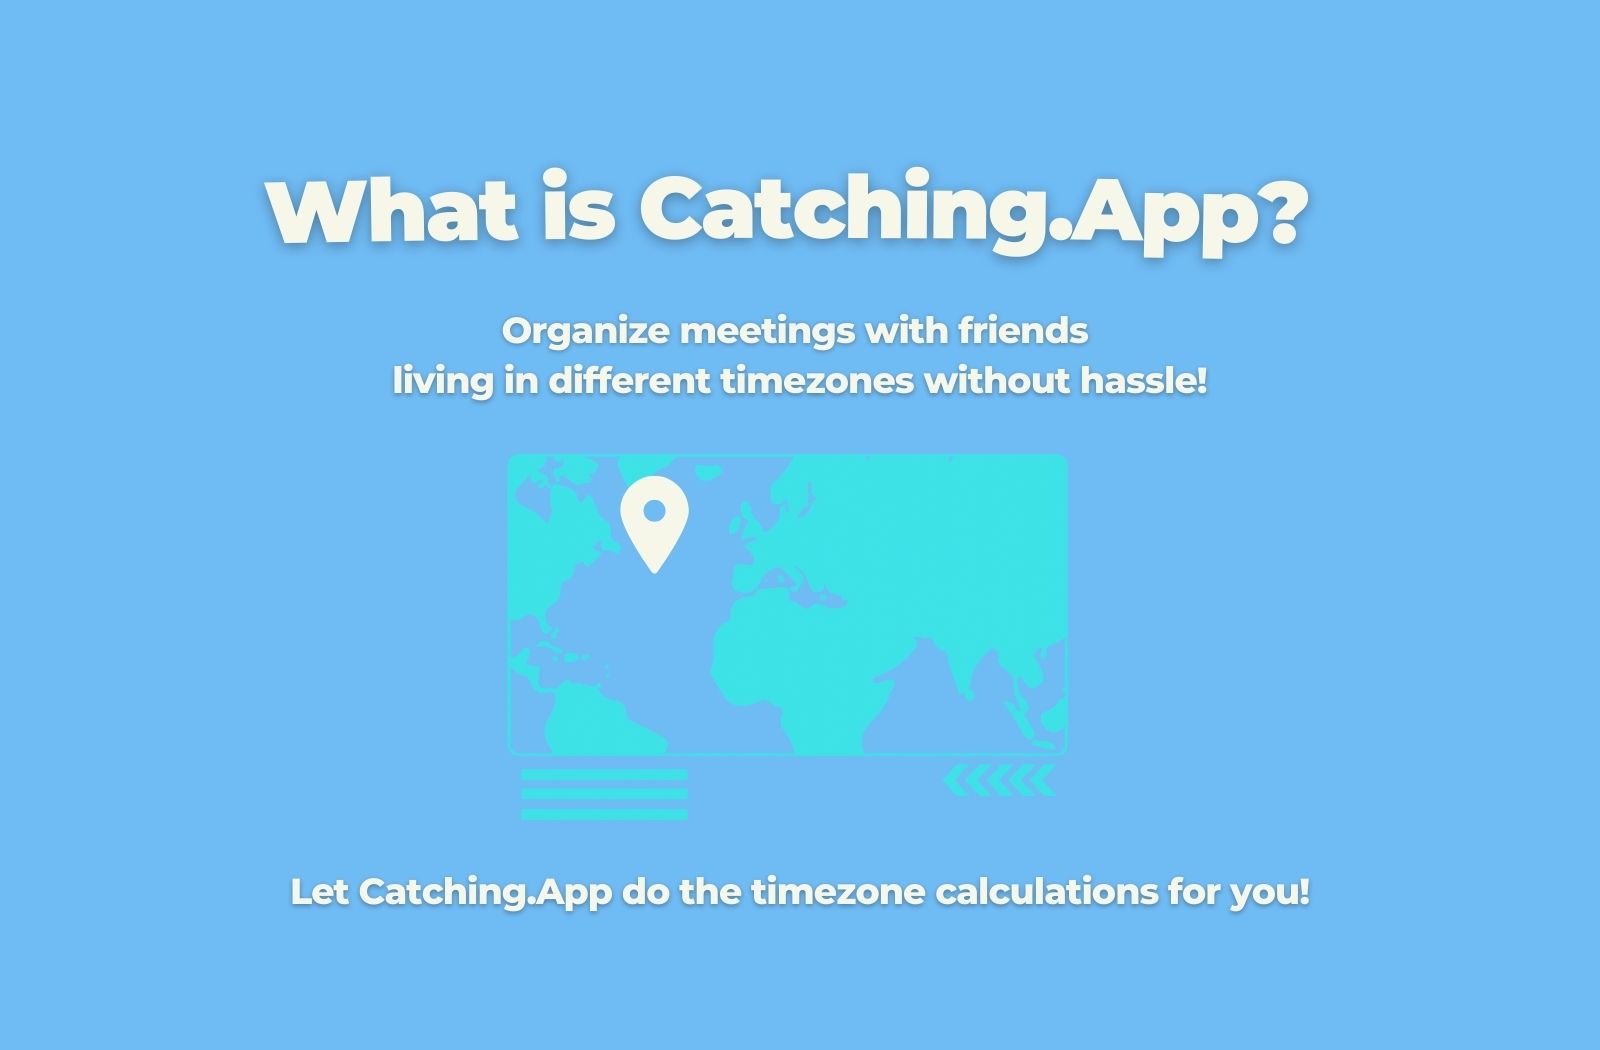 What is Catching.App?
Organize meetings with friends
living in different timezones without hassle!
Let Catching.App do the timezone calculations for you!